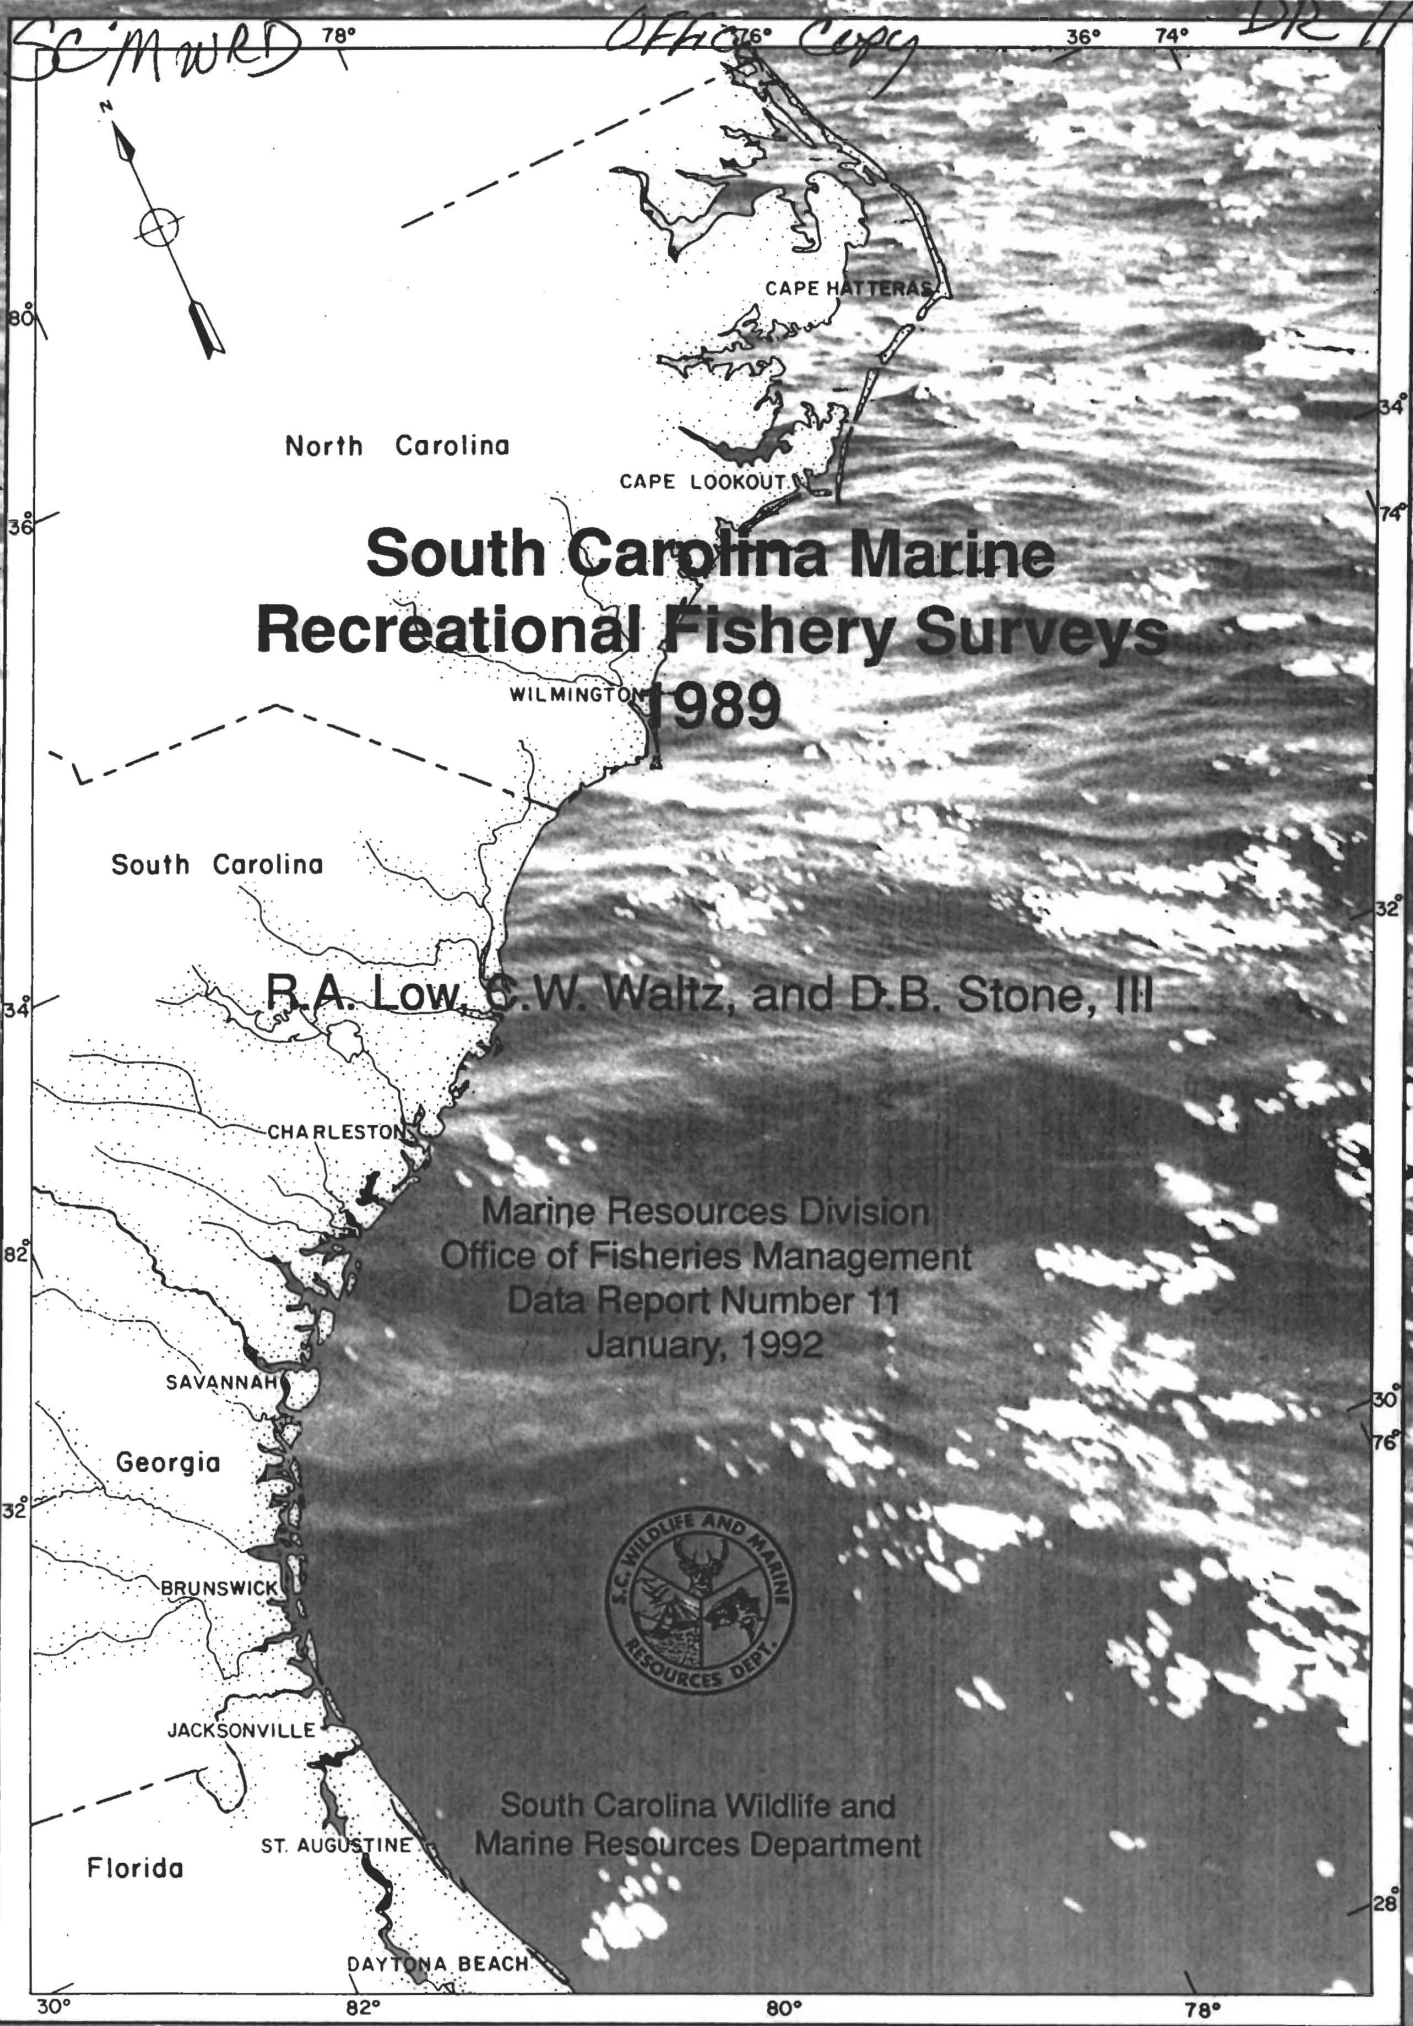 SC MWRD 78° Office 76° Copy 36° 74° DR 11
N
CAPE HATTERAS
80°
34°
North Carolina
CAPE LOOKOUT
36°
74°
South Carolina Marine
Recreational Fishery Surveys
WILMINGTON
1989
South Carolina
32°
R.A. Low, C.W. Waltz, and D.B. Stone, III
34°
CHARLESTON
Marine Resources Division
82°
Office of Fisheries Management
Data Report Number 11
January, 1992
SAVANNAH
30°
76°
Georgia
32°
S.C. WILDLIFE AND MARINE
RESOURCES DEPT.
BRUNSWICK
JACKSONVILLE
South Carolina Wildlife and
Marine Resources Department
ST. AUGUSTINE
Florida
28°
DAYTONA BEACH
30° 82° 80° 78°